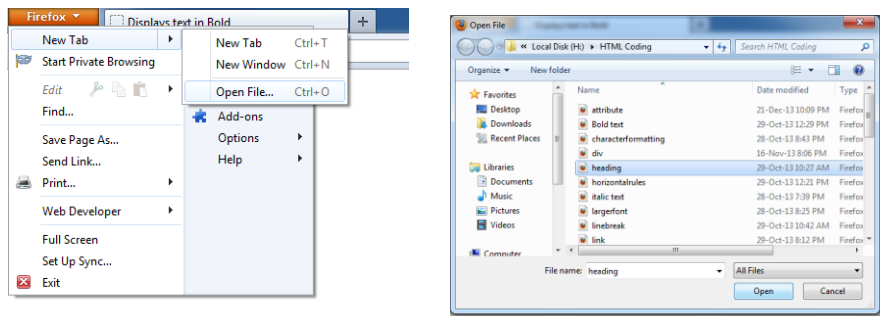 Firefox
Displays text in Bold
New Tab
Start Private Browsing
Edit
Find...
Save Page As...
Send Link...
Print...
Web Developer
Full Screen
Set Up Sync...
Exit
New Tab Ctrl+T
New Window Ctrl+N
Open File... Ctrl+O
Add-ons
Options
Help
Open File
« Local Disk (H:) HTML Coding
Search HTML Coding
Organize New folder
Favorites
Desktop
Downloads
Recent Places
Libraries
Documents
Music
Pictures
Videos
Computer
Name Date modified Type
attribute 21-Dec-13 10:09 PM Firefox
Bold text 29-Oct-13 12:29 PM Firefox
characterformatting 28-Oct-13 8:43 PM Firefox
div 16-Nov-13 8:06 PM Firefox
heading 29-Oct-13 10:27 AM Firefox
horizontalrules 29-Oct-13 12:21 PM Firefox
italic text 28-Oct-13 7:39 PM Firefox
largerfont 28-Oct-13 8:25 PM Firefox
linebreak 29-Oct-13 10:42 AM Firefox
link 29-Oct-13 8:12 PM Firefox
File name: heading All Files
Open Cancel